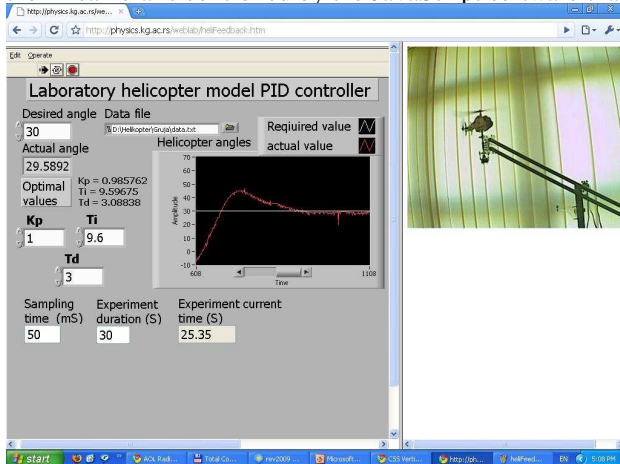 http://physics.kg.ac.rs/we...
http://physics.kg.ac.rs/weblab/heliFeedback.htm
Edit Operate
Laboratory helicopter model PID controller
Desired angle Data file
30 D:\Helikopter\Gruja\data.txt
Reqiuired value
actual value
Actual angle
29.5892
Helicopter angles
Optimal values
Kp = 0.985762
Ti = 9.59675
Td = 3.08838
Kp Ti
1 9.6
Td
3
Amplitude
70
60
50
40
30
20
10
0
-10
608 1108
Time
Sampling time (mS)
50
Experiment duration (S)
30
Experiment current time (S)
25.35
start AOL Radi... Total Co... rev2009 ... Microsoft... CSS Verti... http://ph... heliFeed... EN 5:08 PM